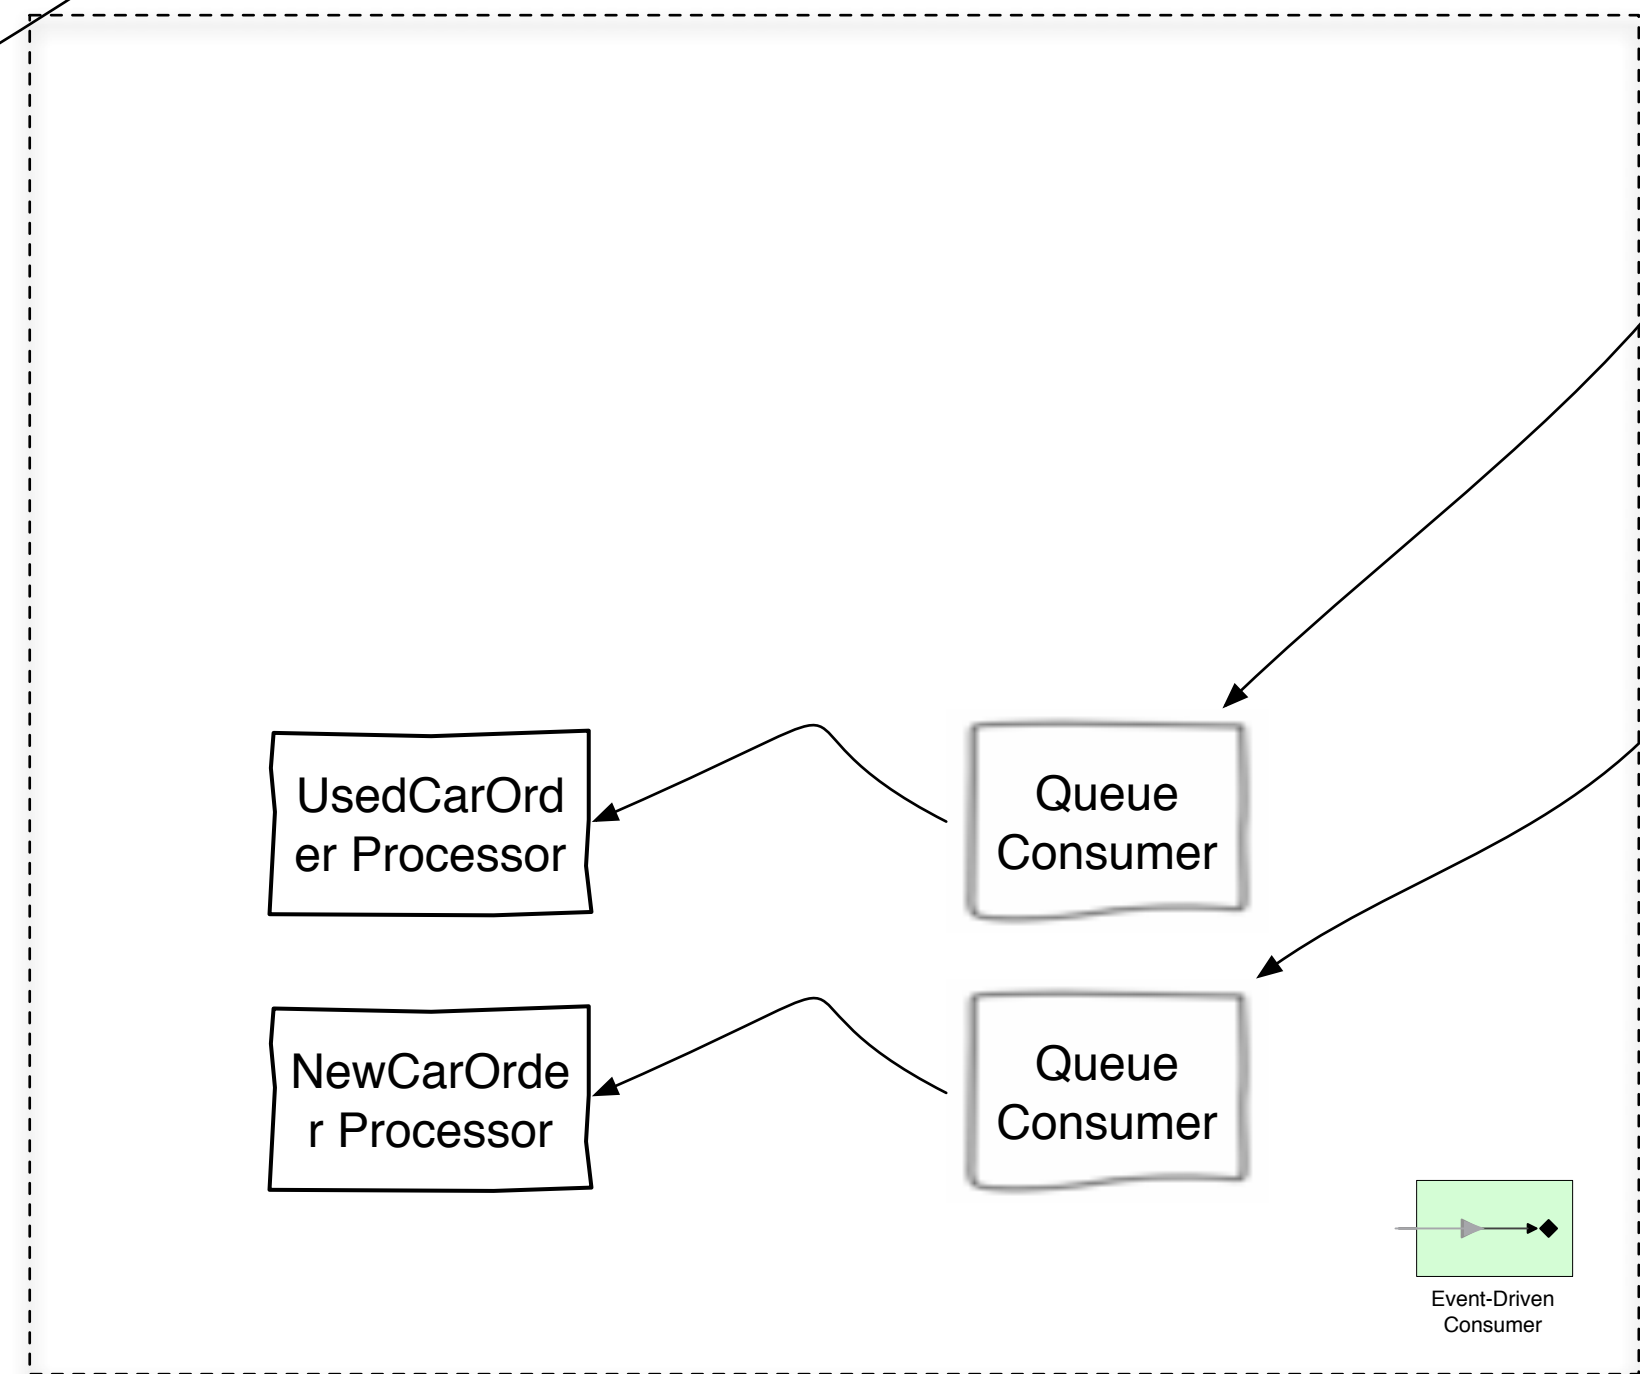 UsedCarOrd
er Processor
Queue
Consumer
NewCarOrde
r Processor
Queue
Consumer
Event-Driven
Consumer